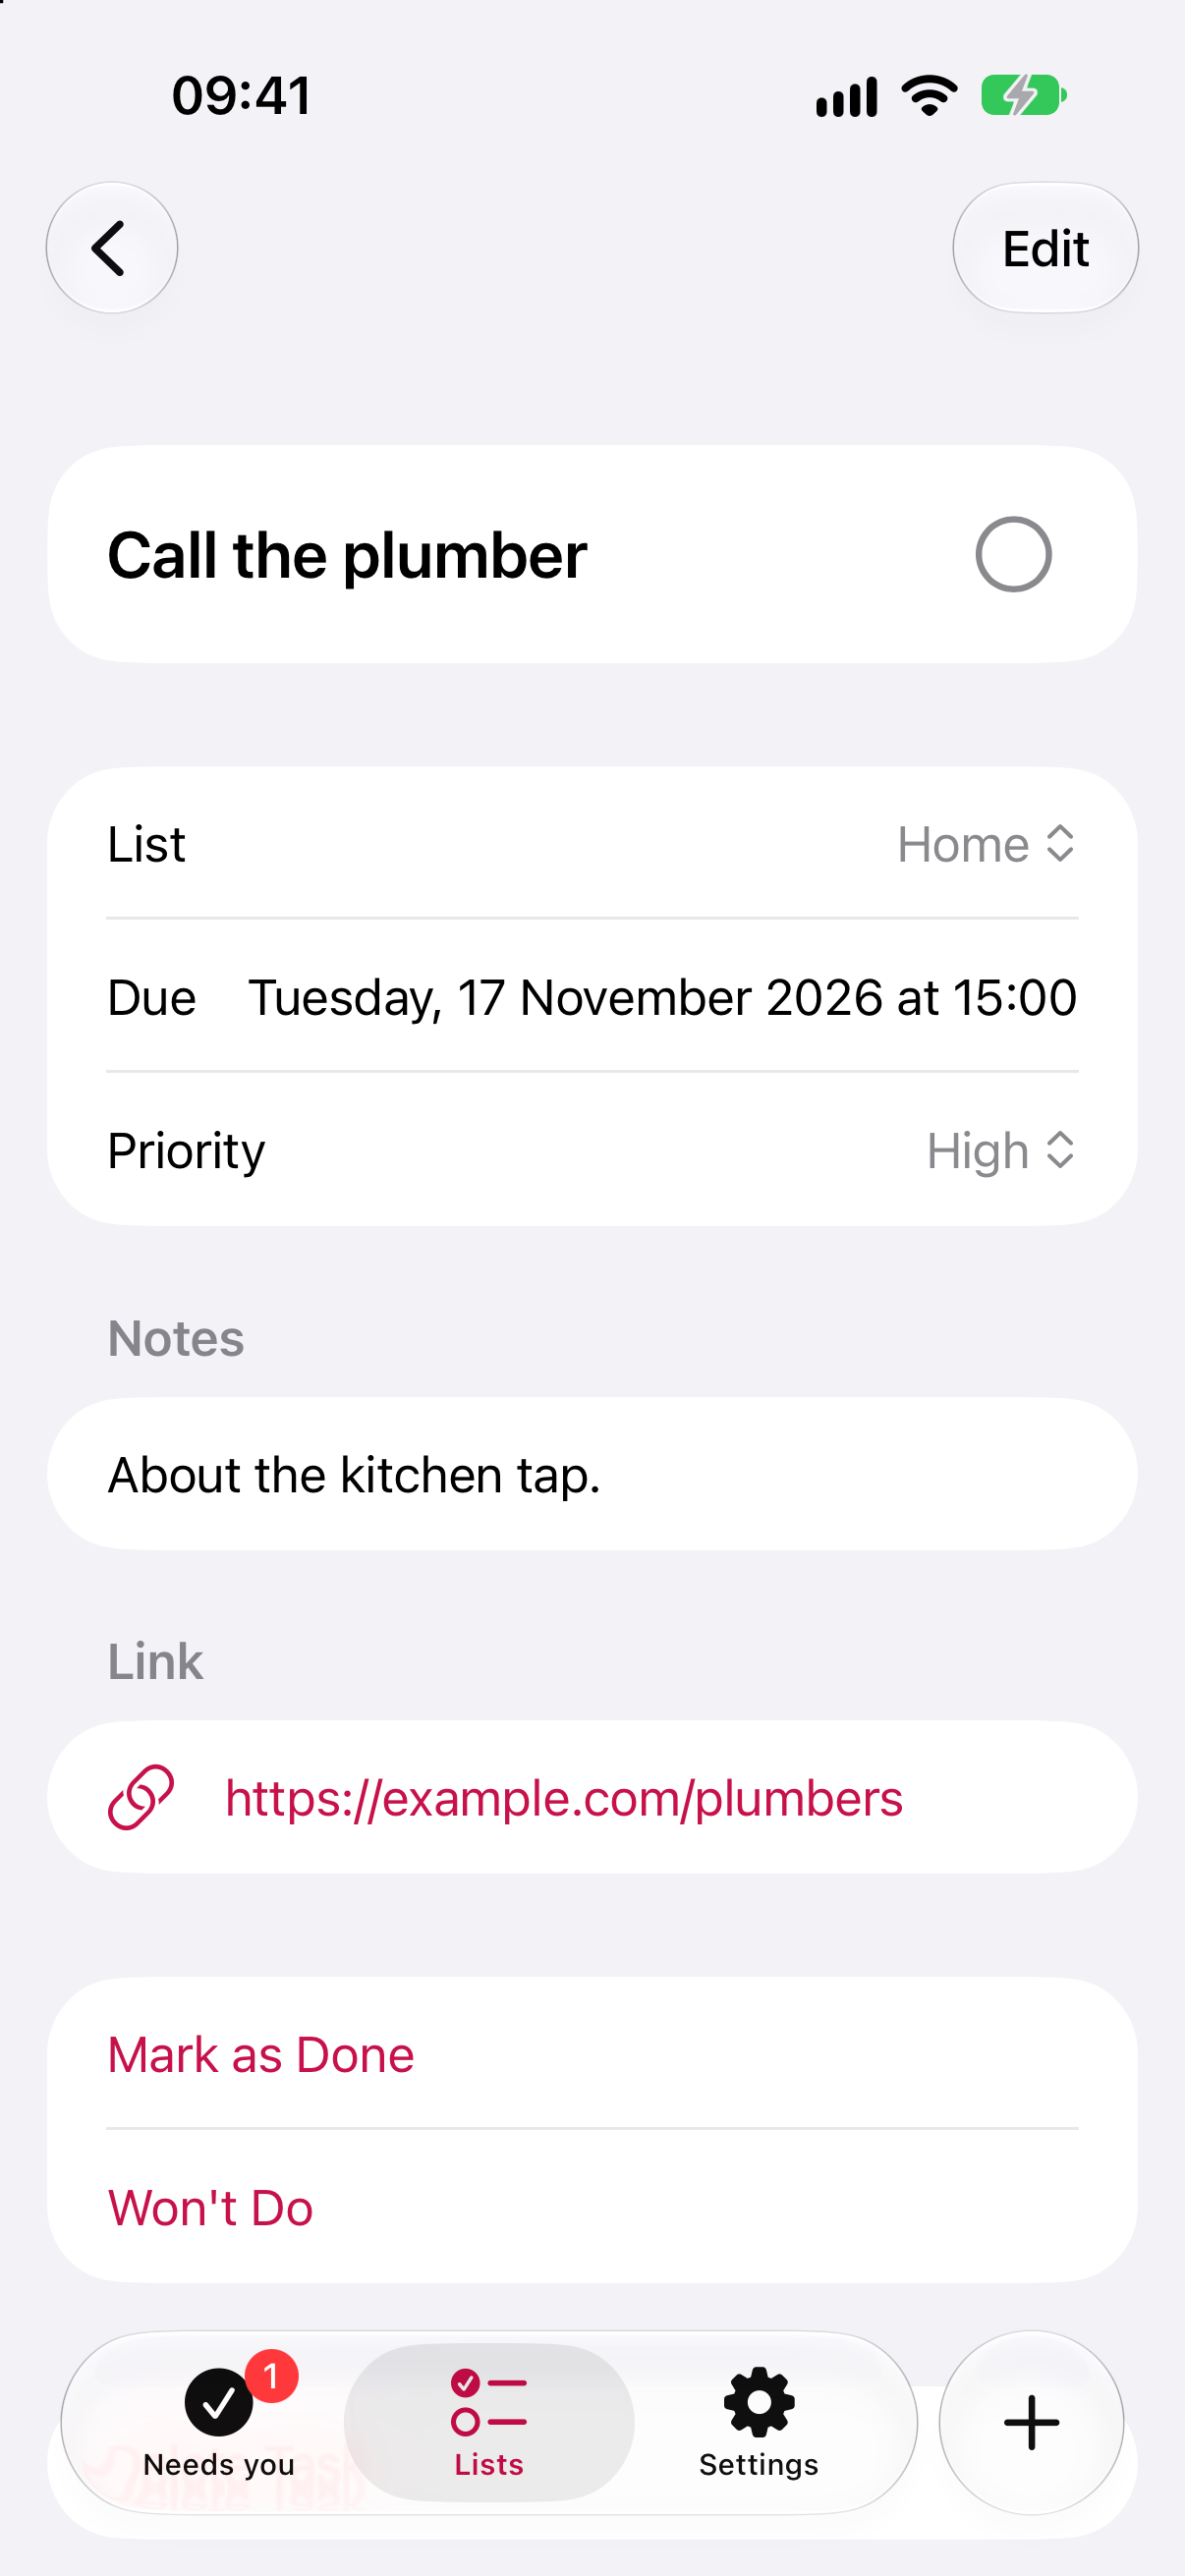 09:41
Edit
Call the plumber
List Home
Due Tuesday, 17 November 2026 at 15:00
Priority High
Notes
About the kitchen tap.
Link
https://example.com/plumbers
Mark as Done
Won't Do
1
Needs you Lists Settings